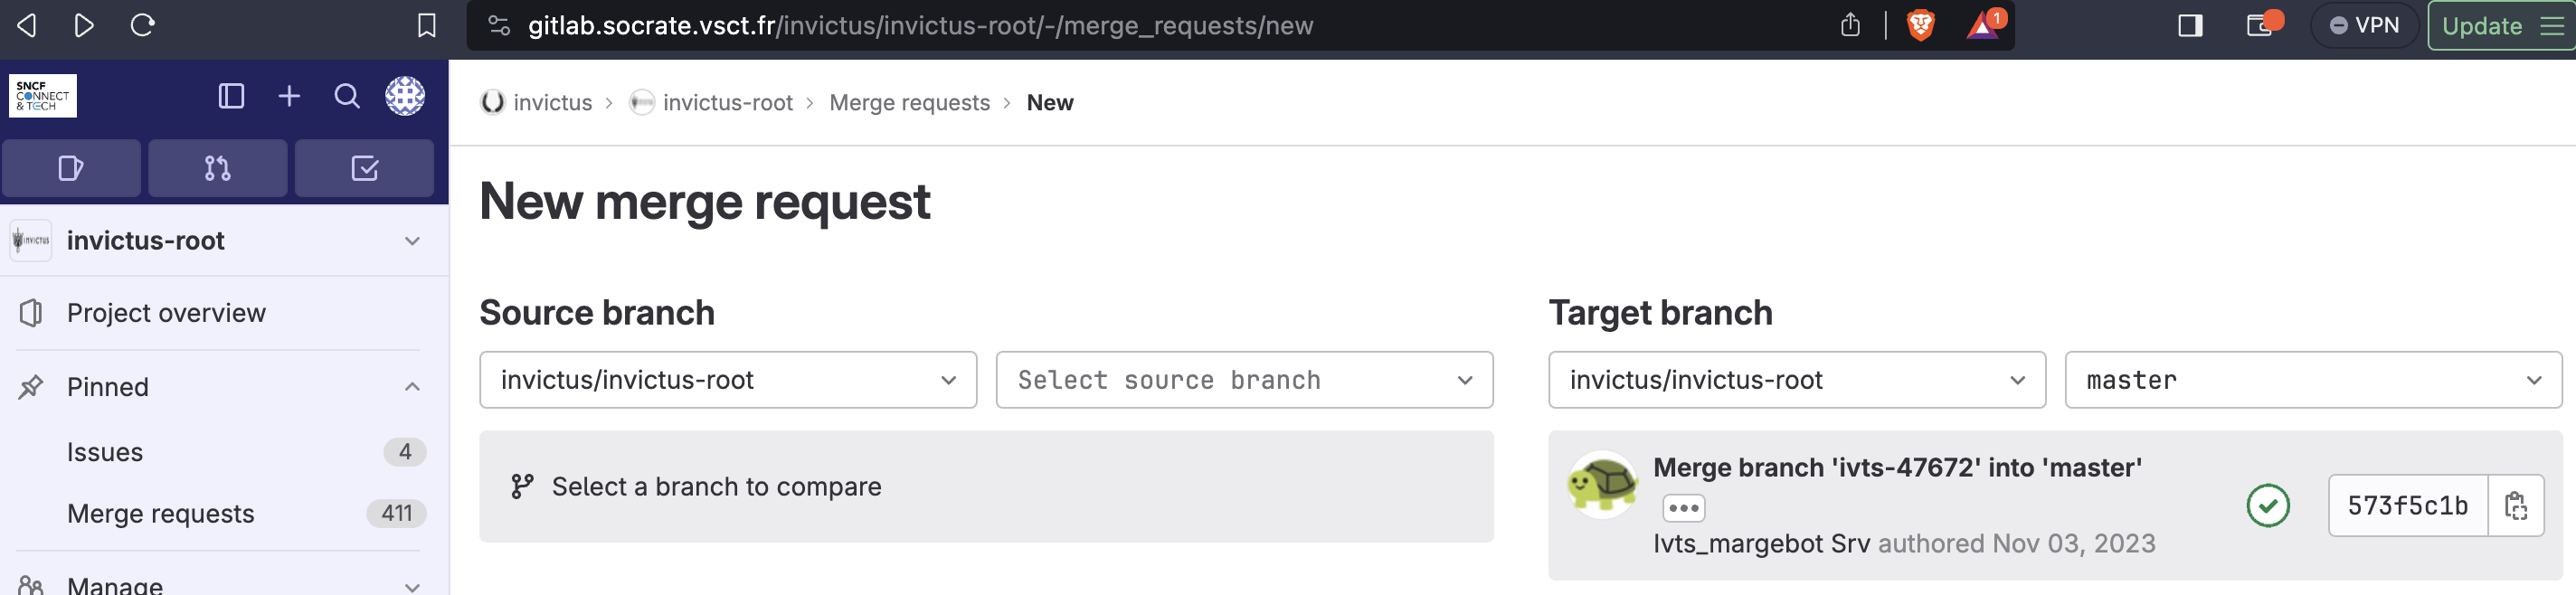 gitlab.socrate.vsct.fr/invictus/invictus-root/-/merge_requests/new
1
VPN
Update
SNCF
CONNECT
& TECH
invictus > invictus-root > Merge requests > New
invictus-root
Project overview
Pinned
Issues 4
Merge requests 411
Manage
New merge request
Source branch
invictus/invictus-root
Select source branch
Select a branch to compare
Target branch
invictus/invictus-root
master
Merge branch 'ivts-47672' into 'master'
Ivts_margebot Srv authored Nov 03, 2023
573f5c1b